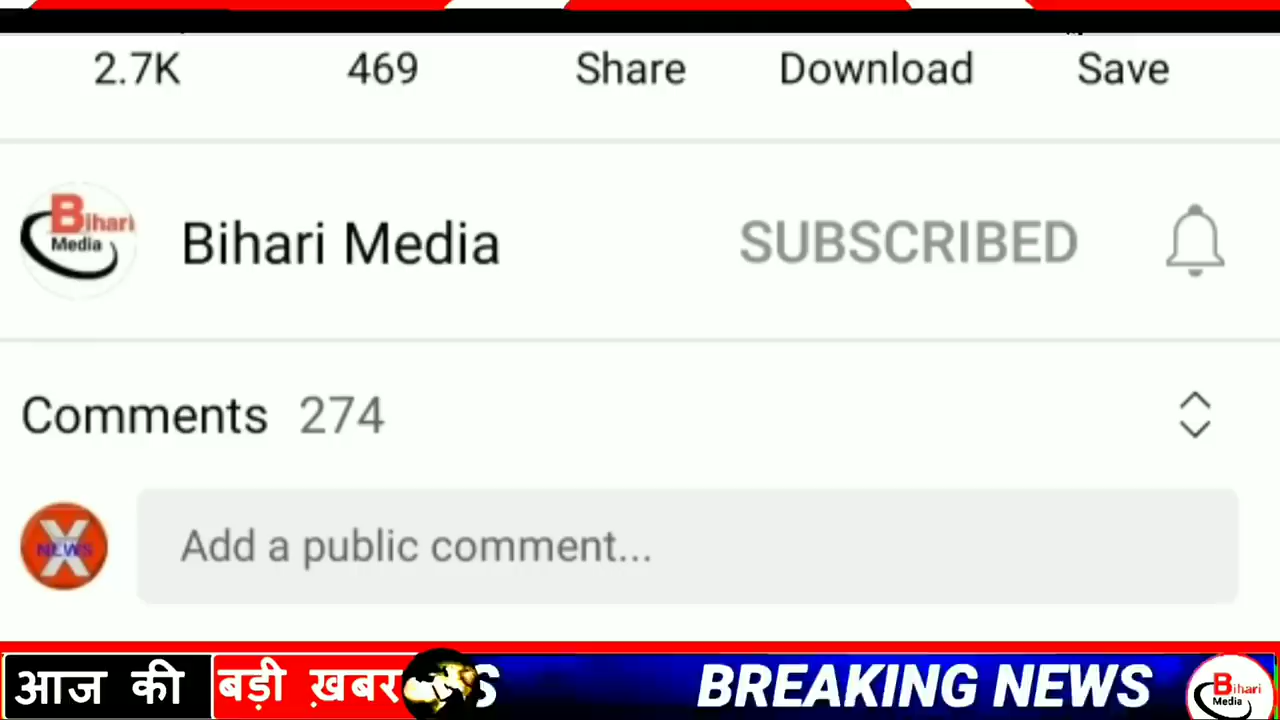 2.7K 469 Share Download Save
Bihari Media
Bihari Media SUBSCRIBED
Comments 274
X NEWS
Add a public comment...
आज की बड़ी ख़बर S BREAKING NEWS
Bihari Media